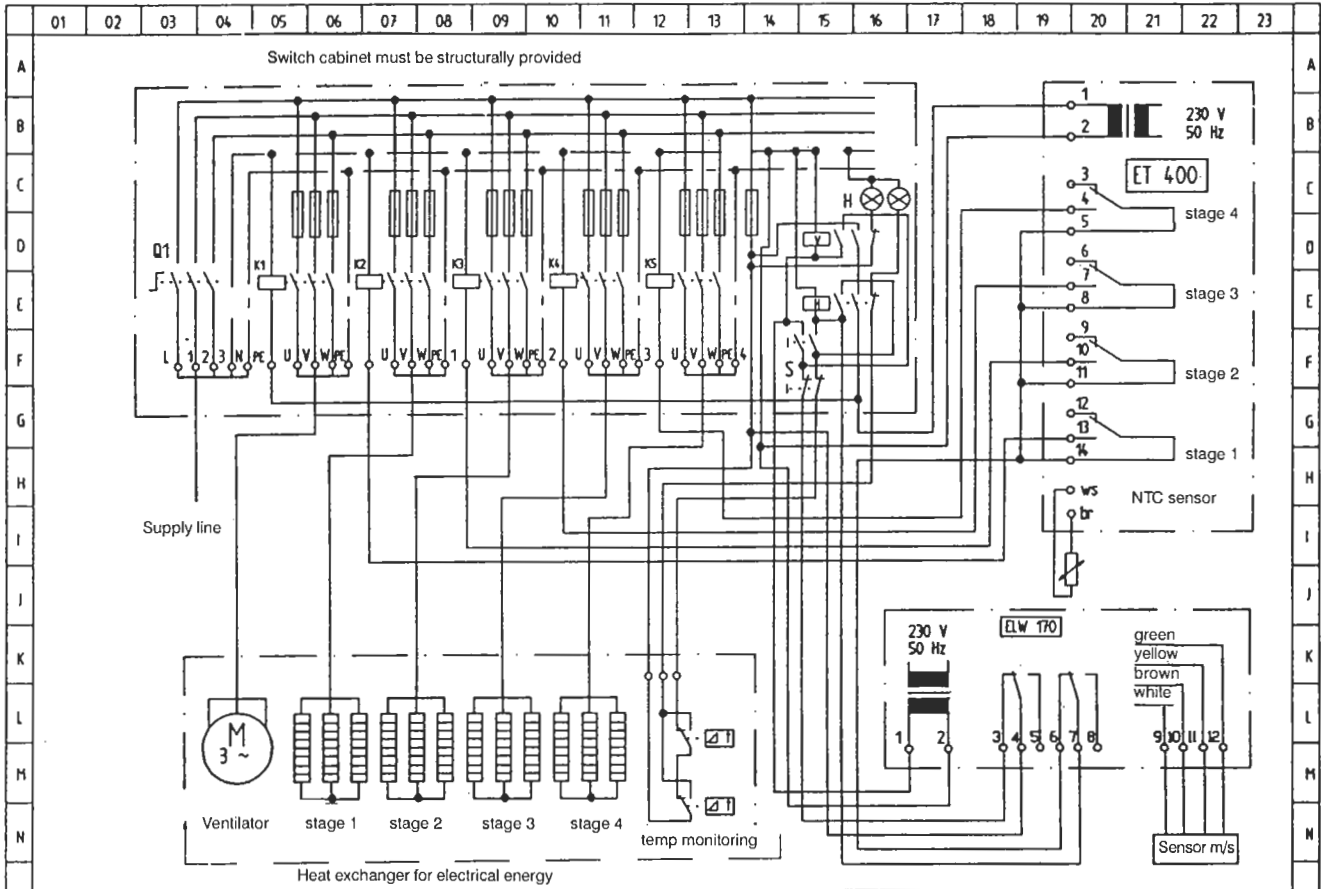 01 02 03 04 05 06 07 08 09 10 11 12 13 14 15 16 17 18 19 20 21 22 23
Switch cabinet must be structurally provided
A A
1
B 2 230 V B
50 Hz
C H 3 ET 400 C
4 stage 4
D Q1 5 D
K1 K2 K3 K4 K5 6
E 7 stage 3 E
8
9
F L 1 2 3 N PE U V W PE U V W PE 1 U V W PE 2 U V W PE 3 U V W PE 4 S 10 F
11 stage 2
G 12 G
13
14 stage 1
H ws NTC sensor H
Supply line br
I I
J J
230 V ELW 170 green
50 Hz yellow
K brown K
white
L L
M
3 ~
1 2 3 4 5 6 7 8 9 10 11 12
M M
Ventilator stage 1 stage 2 stage 3 stage 4 temp monitoring
N Sensor m/s N
Heat exchanger for electrical energy